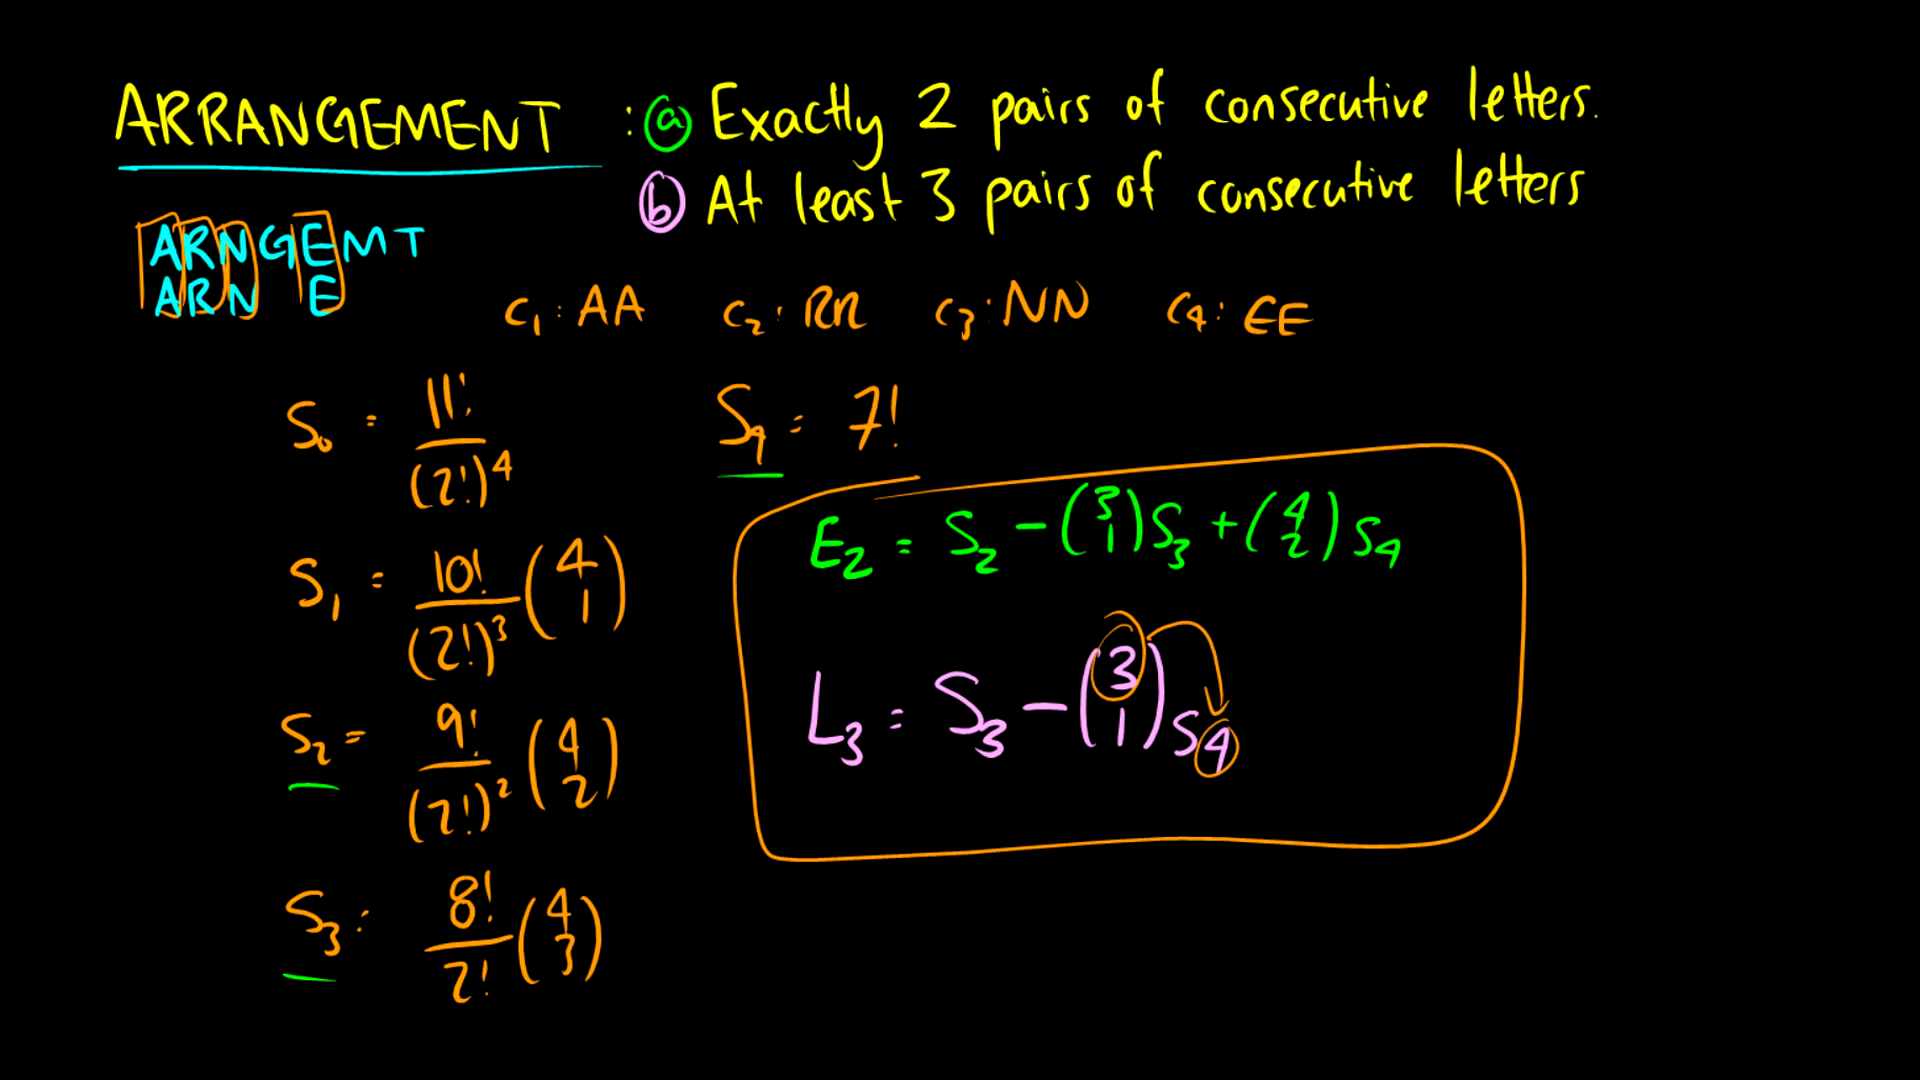 ARRANGEMENT : (a) Exactly 2 pairs of consecutive letters.
(b) At least 3 pairs of consecutive letters
ARNGEMT
ARN E
C₁: AA C₂: RR C₃: NN C₄: EE
S₀ = 11! / (2!)⁴
S₄ = 7!
S₁ = 10! / (2!)³ (4 1)
S₂ = 9! / (2!)² (4 2)
S₃ : 8! / 2! (4 3)
E₂ = S₂ - (3 1) S₃ + (4 2) S₄
L₃ = S₃ - (3 1) S₄